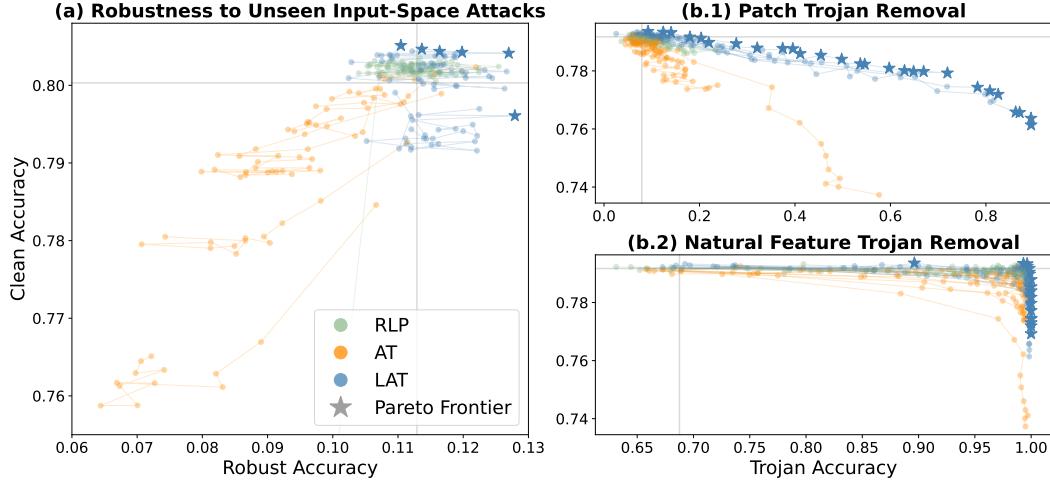 (a) Robustness to Unseen Input-Space Attacks
Clean Accuracy
0.80
0.79
0.78
0.77
0.76
0.06 0.07 0.08 0.09 0.10 0.11 0.12 0.13
Robust Accuracy
RLP
AT
LAT
Pareto Frontier
(b.1) Patch Trojan Removal
0.78
0.76
0.74
0.0 0.2 0.4 0.6 0.8
(b.2) Natural Feature Trojan Removal
0.78
0.76
0.74
0.65 0.70 0.75 0.80 0.85 0.90 0.95 1.00
Trojan Accuracy